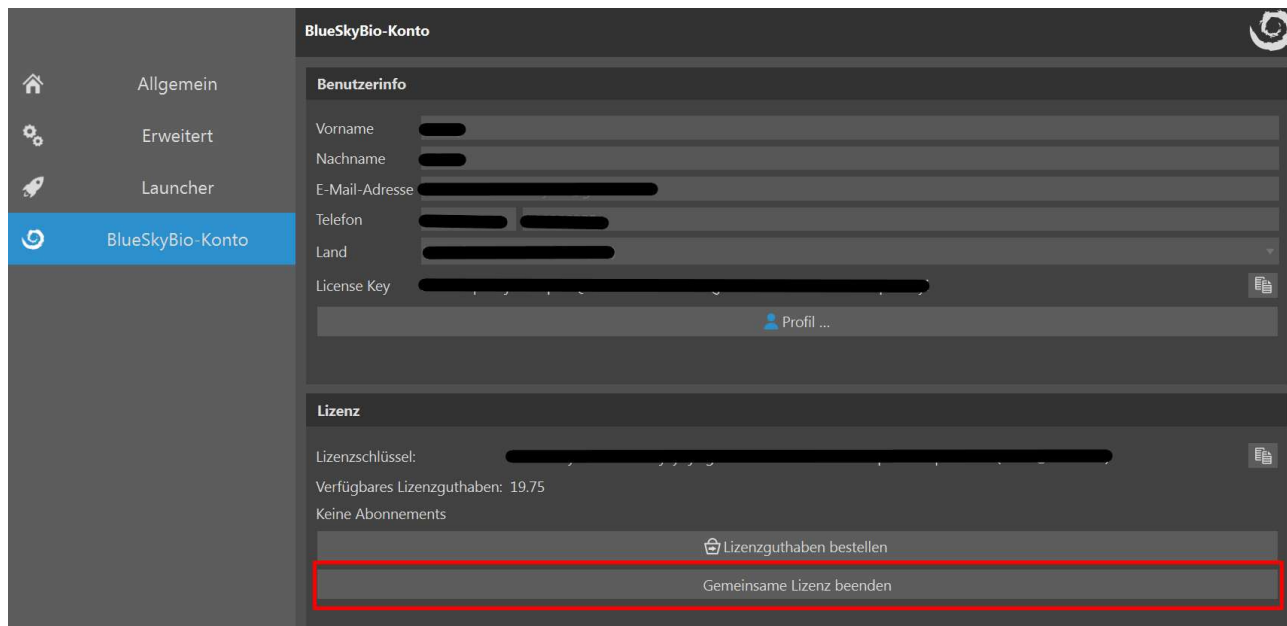 BlueSkyBio-Konto
Allgemein
Erweitert
Launcher
BlueSkyBio-Konto
Benutzerinfo
Vorname
Nachname
E-Mail-Adresse
Telefon
Land
License Key
Profil ...
Lizenz
Lizenzschlüssel:
Verfügbares Lizenzguthaben: 19.75
Keine Abonnements
Lizenzguthaben bestellen
Gemeinsame Lizenz beenden